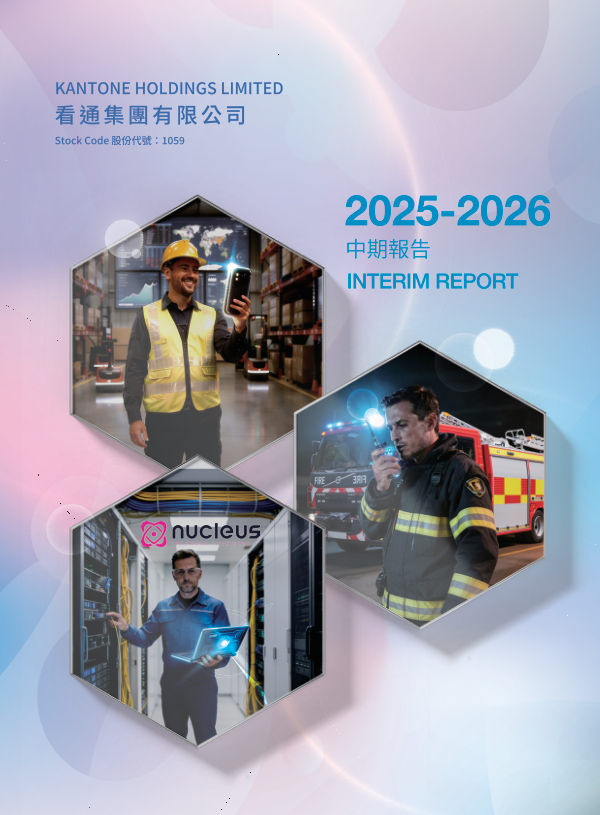 KANTONE HOLDINGS LIMITED
看通集團有限公司
Stock Code 股份代號：1059
2025-2026
中期報告
INTERIM REPORT
FIRE
nucleus